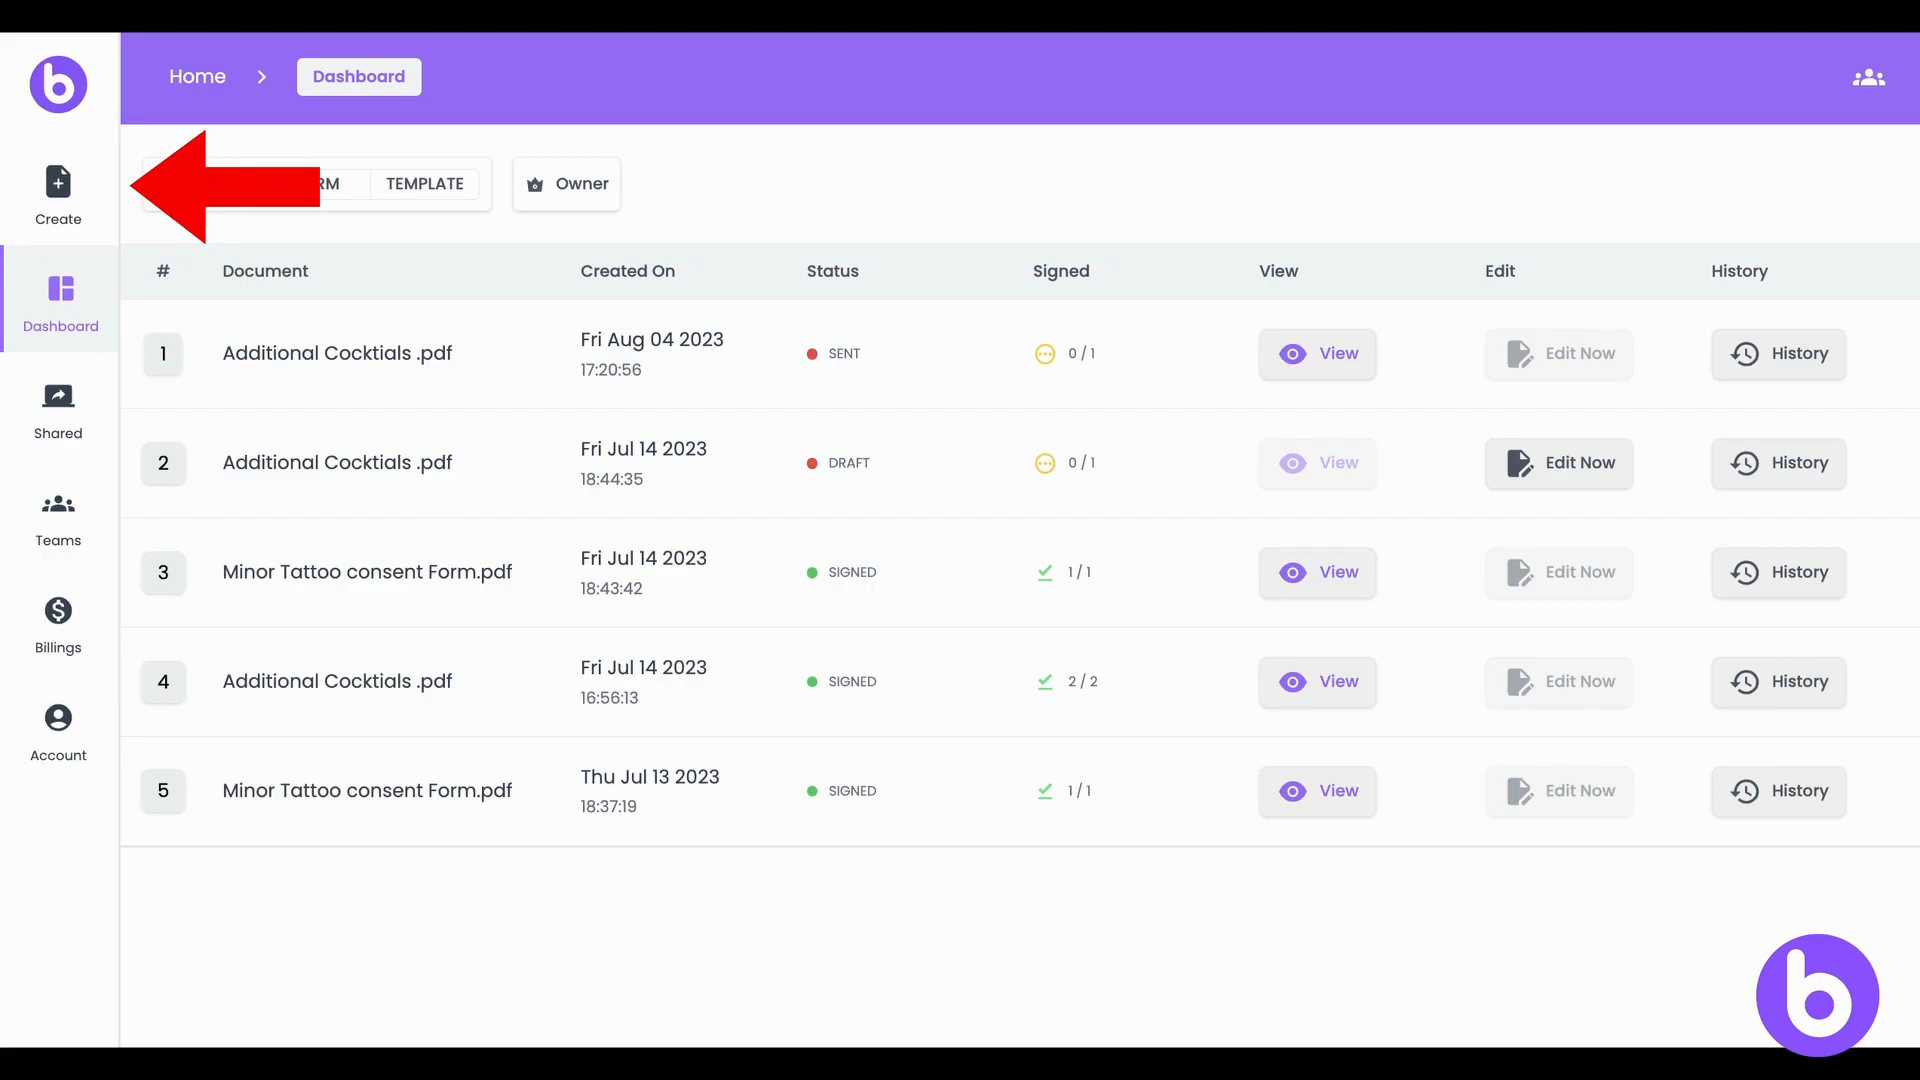 Home > Dashboard
TEMPLATE
Owner
Create
Dashboard
Shared
Teams
Billings
Account
# Document Created On Status Signed View Edit History
1 Additional Cocktials .pdf Fri Aug 04 2023 SENT 0 / 1 View Edit Now History
17:20:56
2 Additional Cocktials .pdf Fri Jul 14 2023 DRAFT 0 / 1 View Edit Now History
18:44:35
3 Minor Tattoo consent Form.pdf Fri Jul 14 2023 SIGNED 1 / 1 View Edit Now History
18:43:42
4 Additional Cocktials .pdf Fri Jul 14 2023 SIGNED 2 / 2 View Edit Now History
16:56:13
5 Minor Tattoo consent Form.pdf Thu Jul 13 2023 SIGNED 1 / 1 View Edit Now History
18:37:19
b